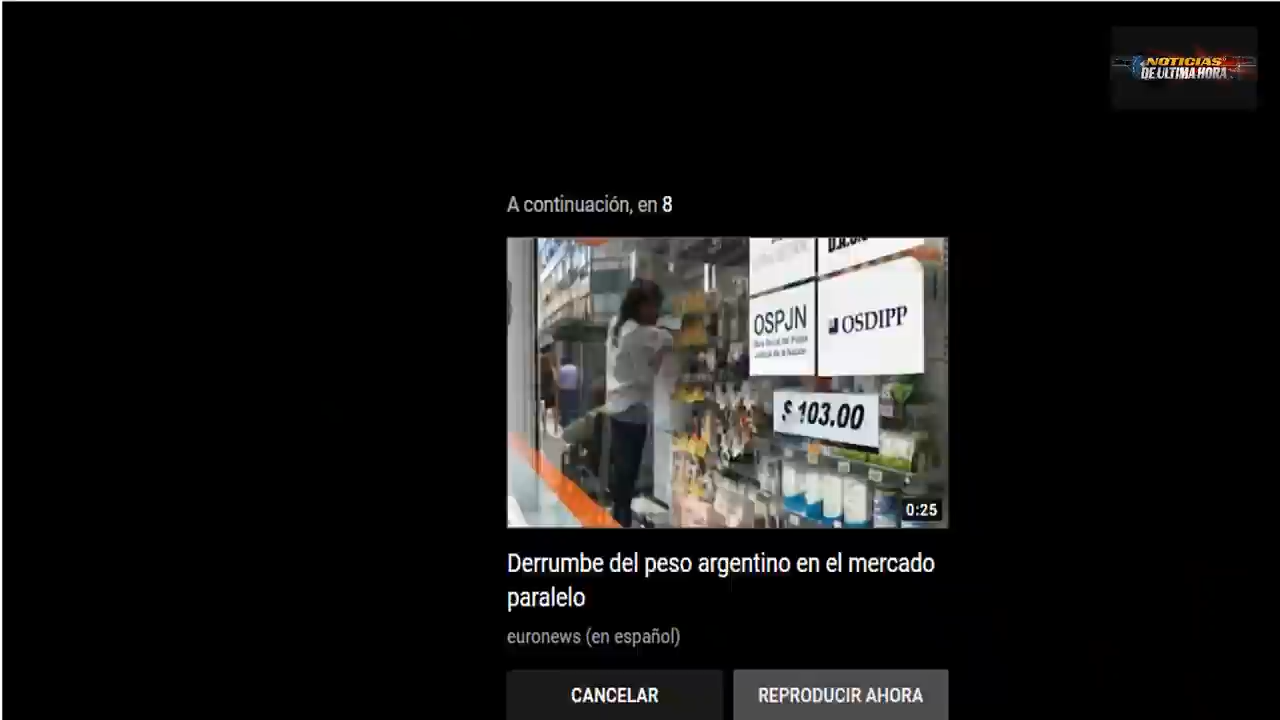 NOTICIAS
DE ULTIMA HORA
A continuación, en 8
OSPJN
OSDIPP
$ 103.00
0:25
Derrumbe del peso argentino en el mercado
paralelo
euronews (en español)
CANCELAR
REPRODUCIR AHORA